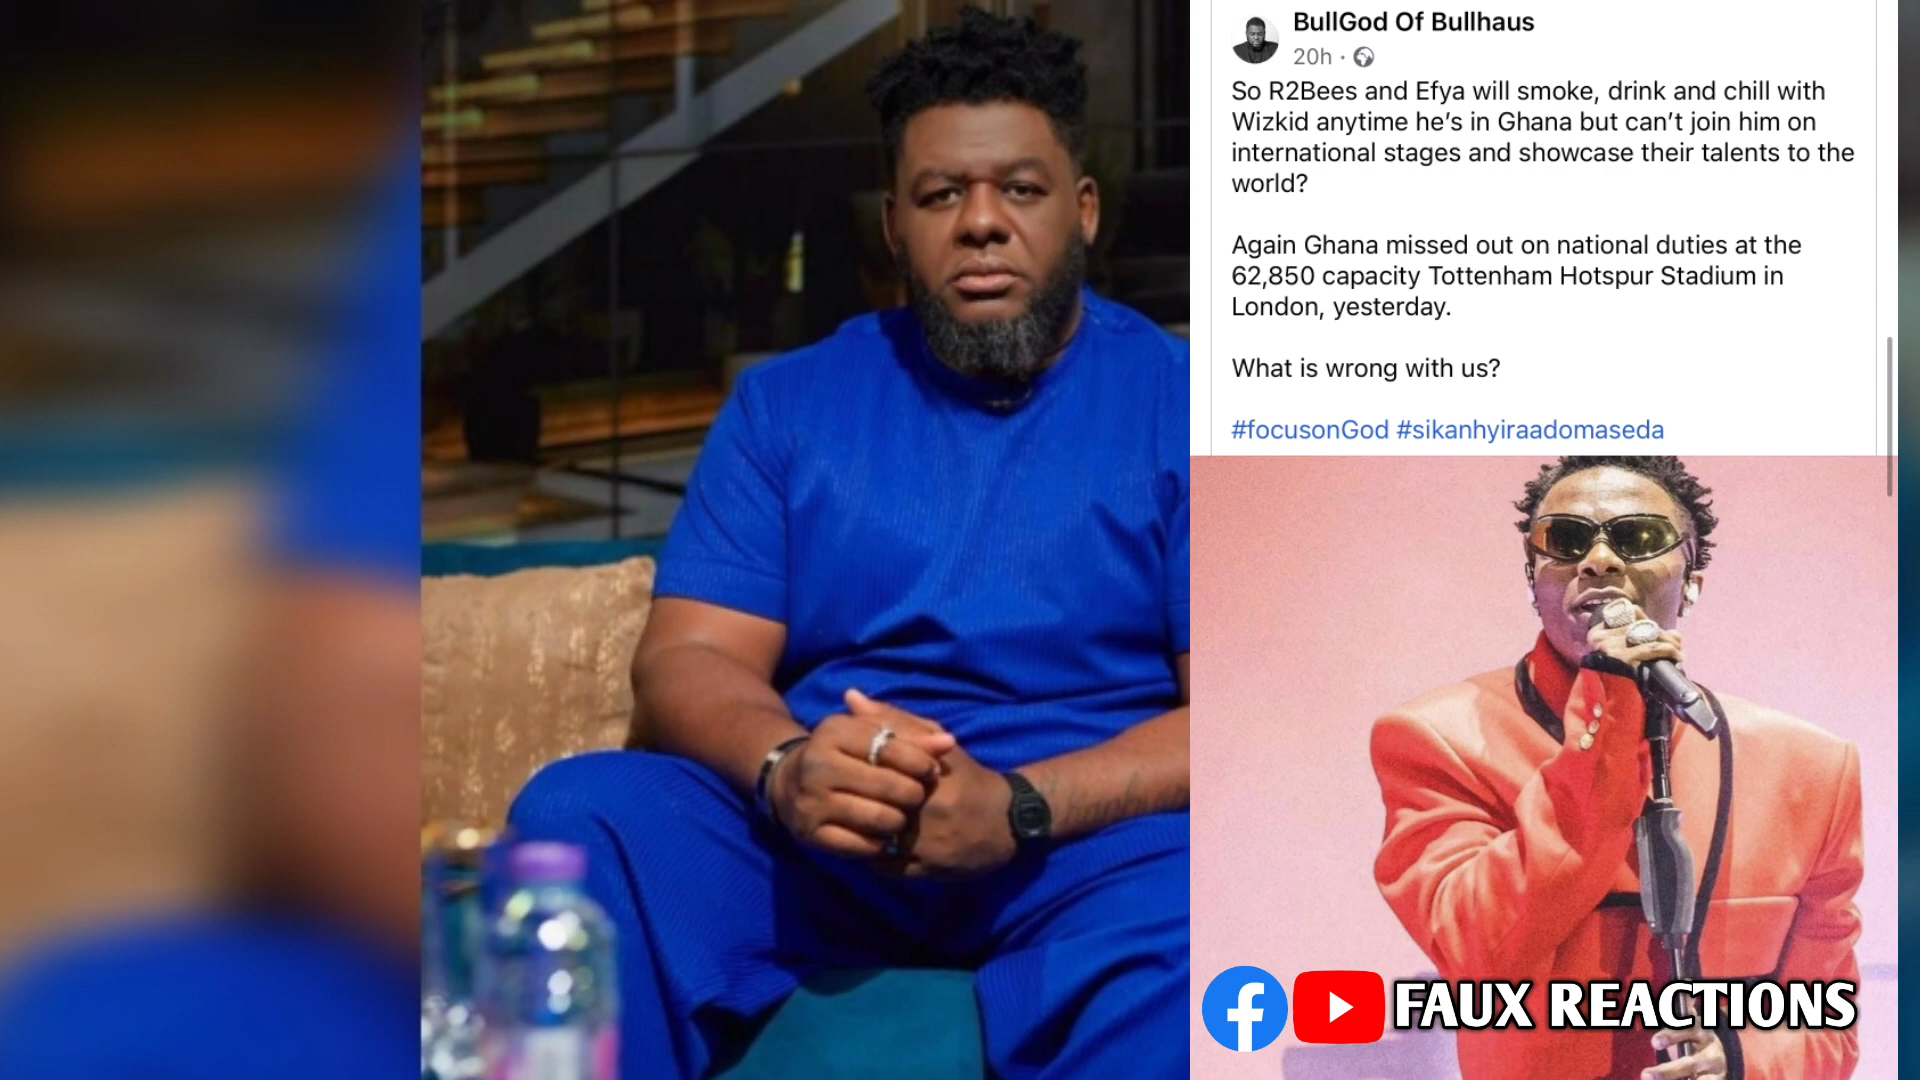 BullGod Of Bullhaus
20h ·
So R2Bees and Efya will smoke, drink and chill with
Wizkid anytime he’s in Ghana but can’t join him on
international stages and showcase their talents to the
world?
Again Ghana missed out on national duties at the
62,850 capacity Tottenham Hotspur Stadium in
London, yesterday.
What is wrong with us?
#focusonGod #sikanhyiraadomaseda
FAUX REACTIONS